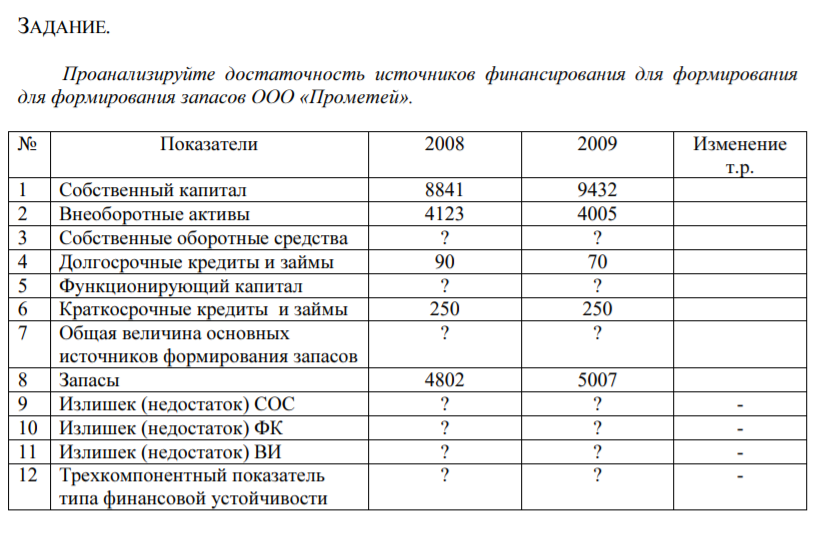 ЗАДАНИЕ.
Проанализируйте достаточность источников финансирования для формирования
для формирования запасов ООО «Прометей».
№ Показатели 2008 2009 Изменение
т.р.
1 Собственный капитал 8841 9432
2 Внеоборотные активы 4123 4005
3 Собственные оборотные средства ? ?
4 Долгосрочные кредиты и займы 90 70
5 Функционирующий капитал ? ?
6 Краткосрочные кредиты и займы 250 250
7 Общая величина основных ? ?
источников формирования запасов
8 Запасы 4802 5007
9 Излишек (недостаток) СОС ? ? -
10 Излишек (недостаток) ФК ? ? -
11 Излишек (недостаток) ВИ ? ? -
12 Трехкомпонентный показатель ? ? -
типа финансовой устойчивости